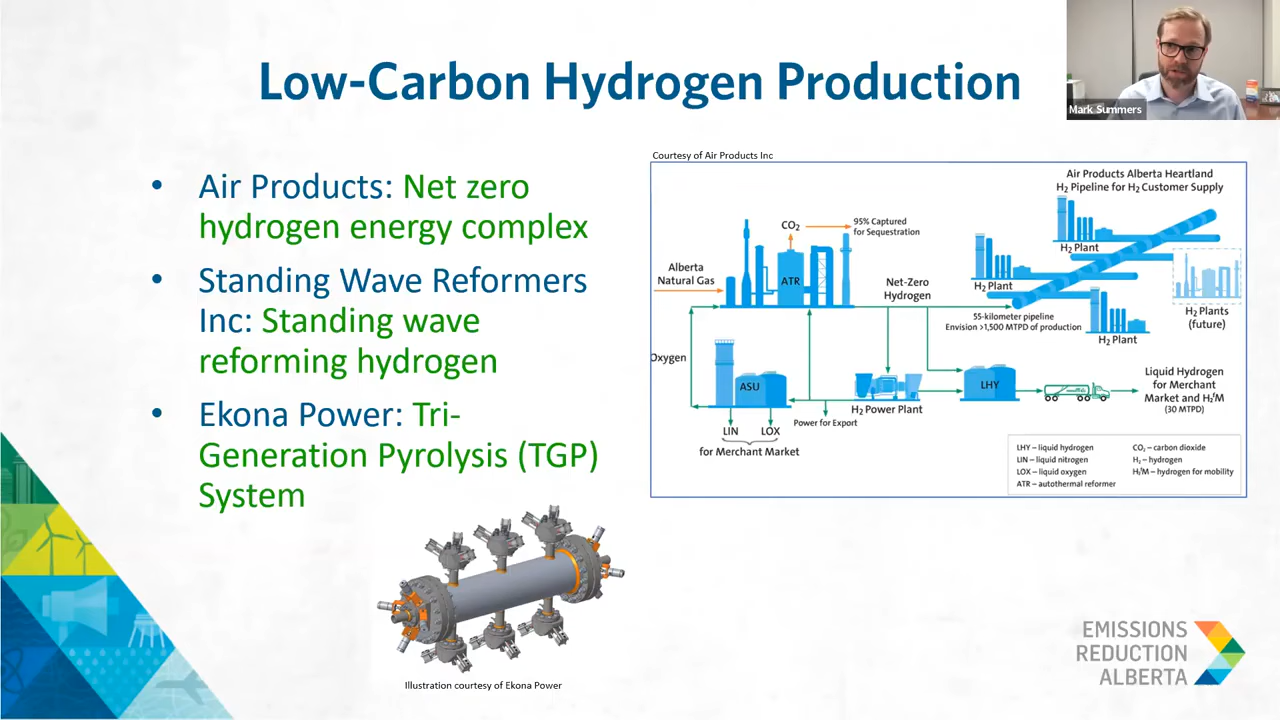 Low-Carbon Hydrogen Production
Mark Summers
• Air Products: Net zero
hydrogen energy complex
• Standing Wave Reformers
Inc: Standing wave
reforming hydrogen
• Ekona Power: Tri-
Generation Pyrolysis (TGP)
System
Courtesy of Air Products Inc
Air Products Alberta Heartland
H₂ Pipeline for H₂ Customer Supply
CO₂
95% Captured
for Sequestration
Alberta
Natural Gas
ATR
Net-Zero
Hydrogen
H₂ Plant
H₂ Plant
55-kilometer pipeline
Envision >1,500 MTPD of production
H₂ Plant
H₂ Plants
(future)
Oxygen
ASU
H₂ Power Plant
LHY
Liquid Hydrogen
for Merchant
Market and H₂fM
(30 MTPD)
Power for Export
LIN
LOX
for Merchant Market
LHY – liquid hydrogen
LIN – liquid nitrogen
LOX – liquid oxygen
ATR – autothermal reformer
CO₂ – carbon dioxide
H₂ – hydrogen
H₂fM – hydrogen for mobility
Illustration courtesy of Ekona Power
EMISSIONS
REDUCTION
ALBERTA